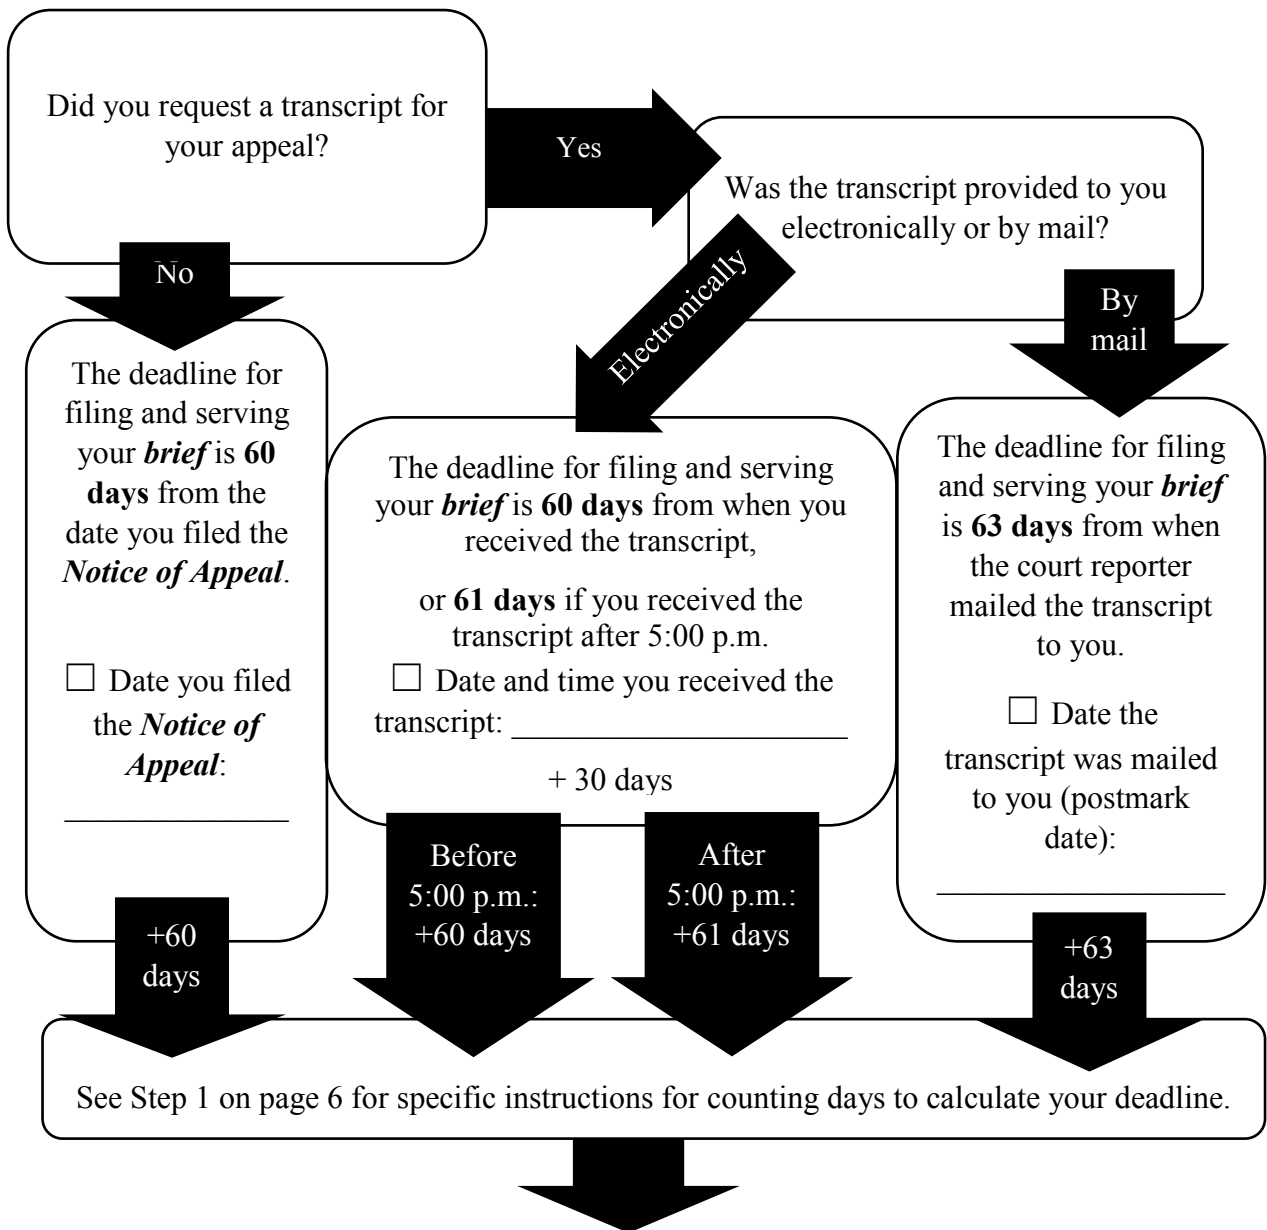 Did you request a transcript for
your appeal?
Yes
Was the transcript provided to you
electronically or by mail?
No
Electronically
By
mail
The deadline for
filing and serving
your brief is 60
days from the
date you filed the
Notice of Appeal.
☐ Date you filed
the Notice of
Appeal:
______________
The deadline for filing and serving
your brief is 60 days from when you
received the transcript,
or 61 days if you received the
transcript after 5:00 p.m.
☐ Date and time you received the
transcript: _____________________
+ 30 days
The deadline for filing
and serving your brief
is 63 days from when
the court reporter
mailed the transcript
to you.
☐ Date the
transcript was mailed
to you (postmark
date):
__________________
+60
days
Before
5:00 p.m.:
+60 days
After
5:00 p.m.:
+61 days
+63
days
See Step 1 on page 6 for specific instructions for counting days to calculate your deadline.